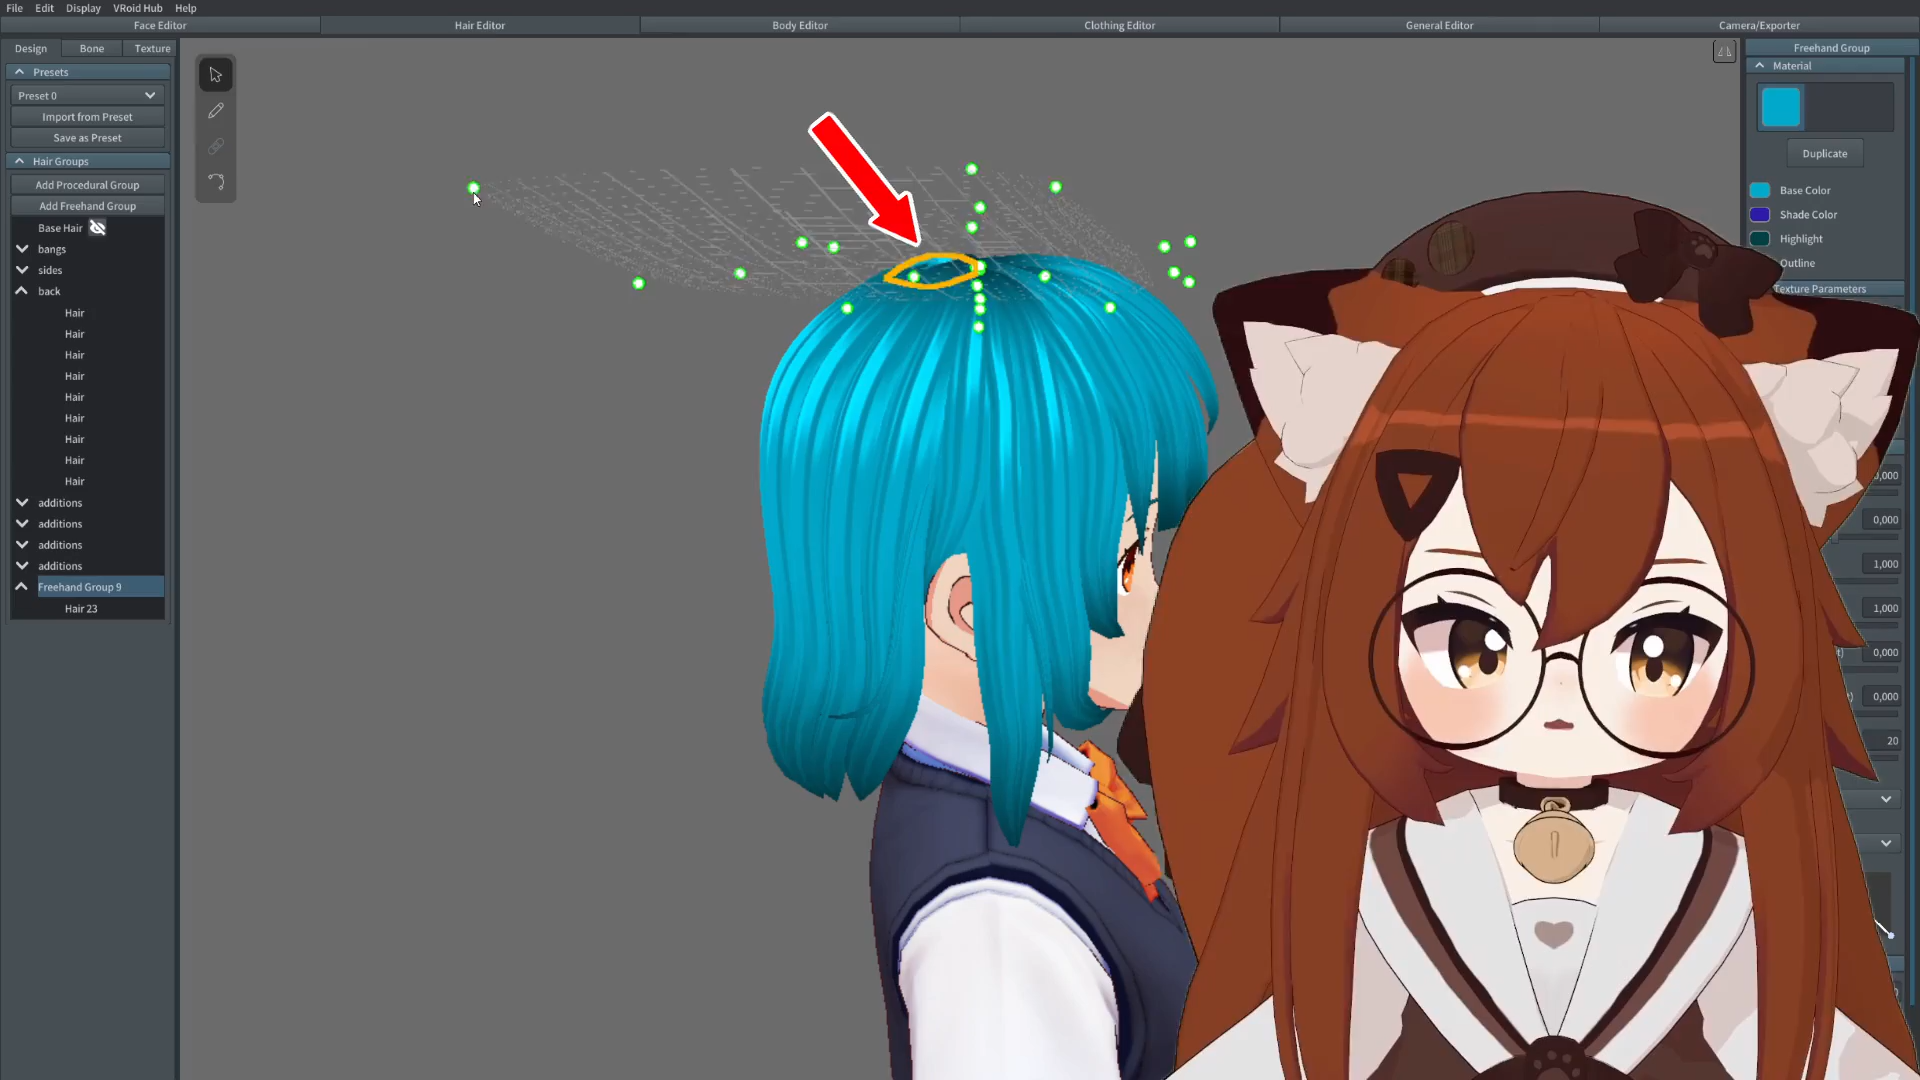 File Edit Display VRoid Hub Help
Face Editor Hair Editor Body Editor Clothing Editor General Editor Camera/Exporter
Design Bone Texture
Presets
Preset 0
Import from Preset
Save as Preset
Hair Groups
Add Procedural Group
Add Freehand Group
Base Hair
bangs
sides
back
Hair
Hair
Hair
Hair
Hair
Hair
Hair
Hair
Hair
additions
additions
additions
additions
Freehand Group 9
Hair 23
Freehand Group
Material
Duplicate
Base Color
Shade Color
Highlight
Outline
Texture Parameters
0,000
0,000
1,000
1,000
0,000
0,000
20